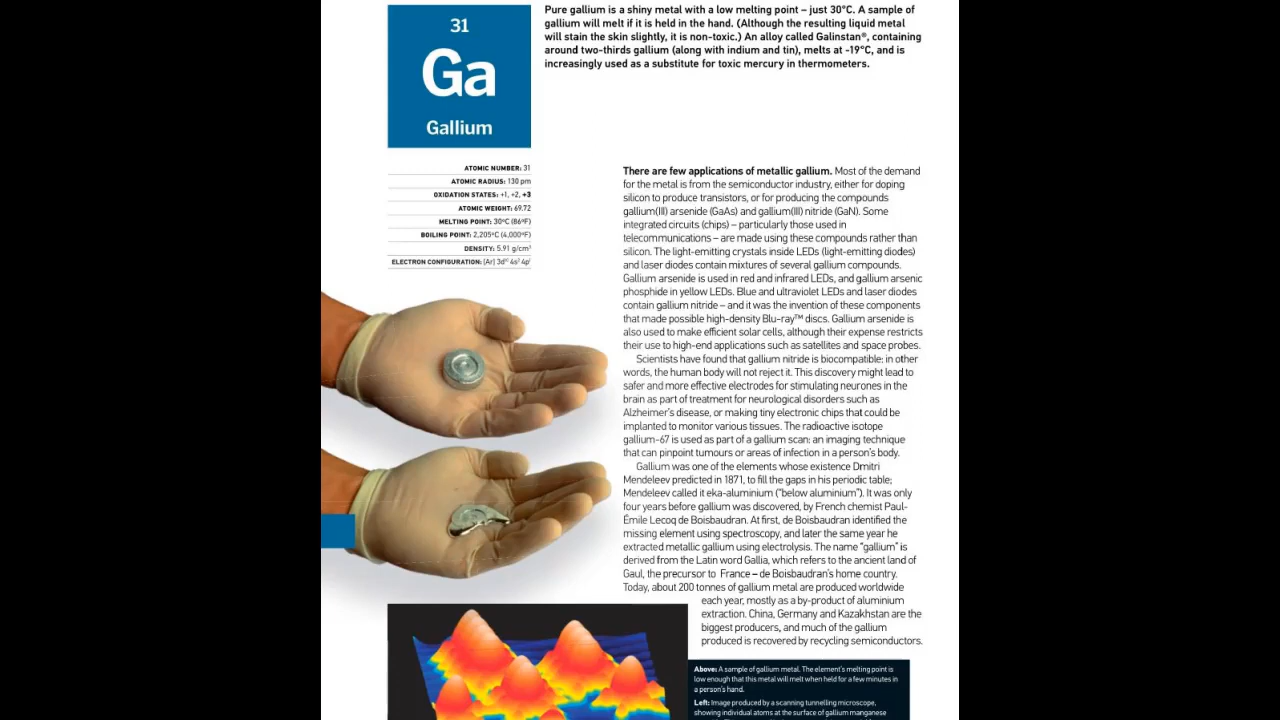 31
Ga
Gallium
Pure gallium is a shiny metal with a low melting point – just 30°C. A sample of
gallium will melt if it is held in the hand. (Although the resulting liquid metal
will stain the skin slightly, it is non-toxic.) An alloy called Galinstan®, containing
around two-thirds gallium (along with indium and tin), melts at -19°C, and is
increasingly used as a substitute for toxic mercury in thermometers.
ATOMIC NUMBER: 31
ATOMIC RADIUS: 130 pm
OXIDATION STATES: +1, +2, +3
ATOMIC WEIGHT: 69.72
MELTING POINT: 30°C (86°F)
BOILING POINT: 2,205°C (4,000°F)
DENSITY: 5.91 g/cm³
ELECTRON CONFIGURATION: [Ar] 3d¹⁰ 4s² 4p¹
There are few applications of metallic gallium. Most of the demand
for the metal is from the semiconductor industry, either for doping
silicon to produce transistors, or for producing the compounds
gallium(III) arsenide (GaAs) and gallium(III) nitride (GaN). Some
integrated circuits (chips) – particularly those used in
telecommunications – are made using these compounds rather than
silicon. The light-emitting crystals inside LEDs (light-emitting diodes)
and laser diodes contain mixtures of several gallium compounds.
Gallium arsenide is used in red and infrared LEDs, and gallium arsenic
phosphide in yellow LEDs. Blue and ultraviolet LEDs and laser diodes
contain gallium nitride – and it was the invention of these components
that made possible high-density Blu-ray™ discs. Gallium arsenide is
also used to make efficient solar cells, although their expense restricts
their use to high-end applications such as satellites and space probes.
Scientists have found that gallium nitride is biocompatible: in other
words, the human body will not reject it. This discovery might lead to
safer and more effective electrodes for stimulating neurones in the
brain as part of treatment for neurological disorders such as
Alzheimer's disease, or making tiny electronic chips that could be
implanted to monitor various tissues. The radioactive isotope
gallium-67 is used as part of a gallium scan: an imaging technique
that can pinpoint tumours or areas of infection in a person's body.
Gallium was one of the elements whose existence Dmitri
Mendeleev predicted in 1871, to fill the gaps in his periodic table;
Mendeleev called it eka-aluminium ("below aluminium"). It was only
four years before gallium was discovered, by French chemist Paul-
Émile Lecoq de Boisbaudran. At first, de Boisbaudran identified the
missing element using spectroscopy, and later the same year he
extracted metallic gallium using electrolysis. The name "gallium" is
derived from the Latin word Gallia, which refers to the ancient land of
Gaul, the precursor to France – de Boisbaudran's home country.
Today, about 200 tonnes of gallium metal are produced worldwide
each year, mostly as a by-product of aluminium
extraction. China, Germany and Kazakhstan are the
biggest producers, and much of the gallium
produced is recovered by recycling semiconductors.
Above: A sample of gallium metal. The element's melting point is
low enough that this metal will melt when held for a few minutes in
a person's hand.
Left: Image produced by a scanning tunnelling microscope,
showing individual atoms at the surface of gallium manganese